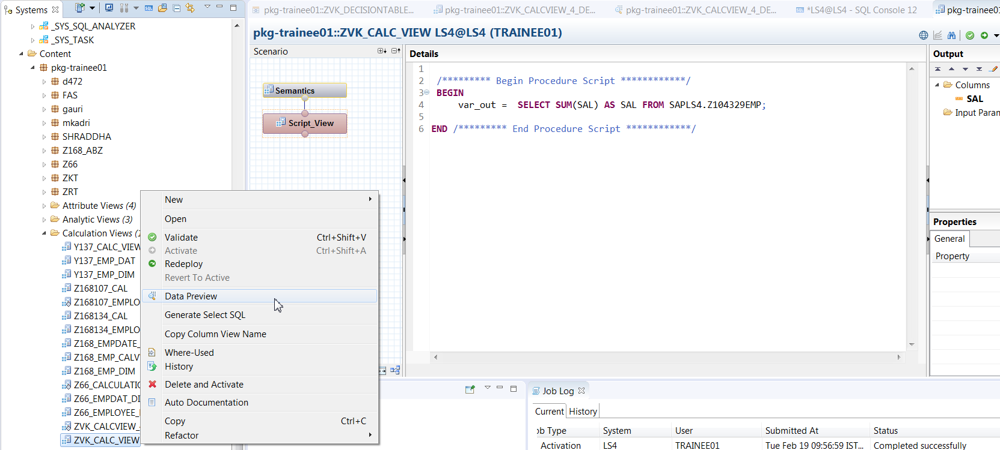 Systems
_SYS_SQL_ANALYZER
_SYS_TASK
Content
pkg-trainee01
d472
FAS
gauri
mkadri
SHRADDHA
Z168_ABZ
Z66
ZKT
ZRT
Attribute Views (4)
Analytic Views (3)
Calculation Views (1
Y137_CALC_VIEW
Y137_EMP_DAT
Y137_EMP_DIM
Z168107_CAL
Z168107_EMPLO
Z168134_CAL
Z168134_EMPLO
Z168_EMPDATE_
Z168_EMP_CALV
Z168_EMP_DIM
Z66_CALCULATIO
Z66_EMPDAT_DI
Z66_EMPLOYEE_
ZVK_CALCVIEW_
ZVK_CALC_VIEW
New
Open
Validate Ctrl+Shift+V
Activate Ctrl+Shift+A
Redeploy
Revert To Active
Data Preview
Generate Select SQL
Copy Column View Name
Where-Used
History
Delete and Activate
Auto Documentation
Copy Ctrl+C
Refactor
pkg-trainee01::ZVK_DECISIONTABLE... pkg-trainee01::ZVK_CALCVIEW_4_DE... pkg-trainee01::ZVK_CALCVIEW_4_DE... *LS4@LS4 - SQL Console 12 pkg-trainee01
pkg-trainee01::ZVK_CALC_VIEW LS4@LS4 (TRAINEE01)
Scenario
Semantics
Script_View
Details
1
2 /********* Begin Procedure Script ************/
3 BEGIN
4 var_out = SELECT SUM(SAL) AS SAL FROM SAPLS4.Z104329EMP;
5
6 END /********* End Procedure Script ************/
Output
Columns
SAL
Input Paran
Properties
General
Property
Job Log
Current History
ob Type System User Submitted At Status
Activation LS4 TRAINEE01 Tue Feb 19 09:56:59 IST... Completed successfully